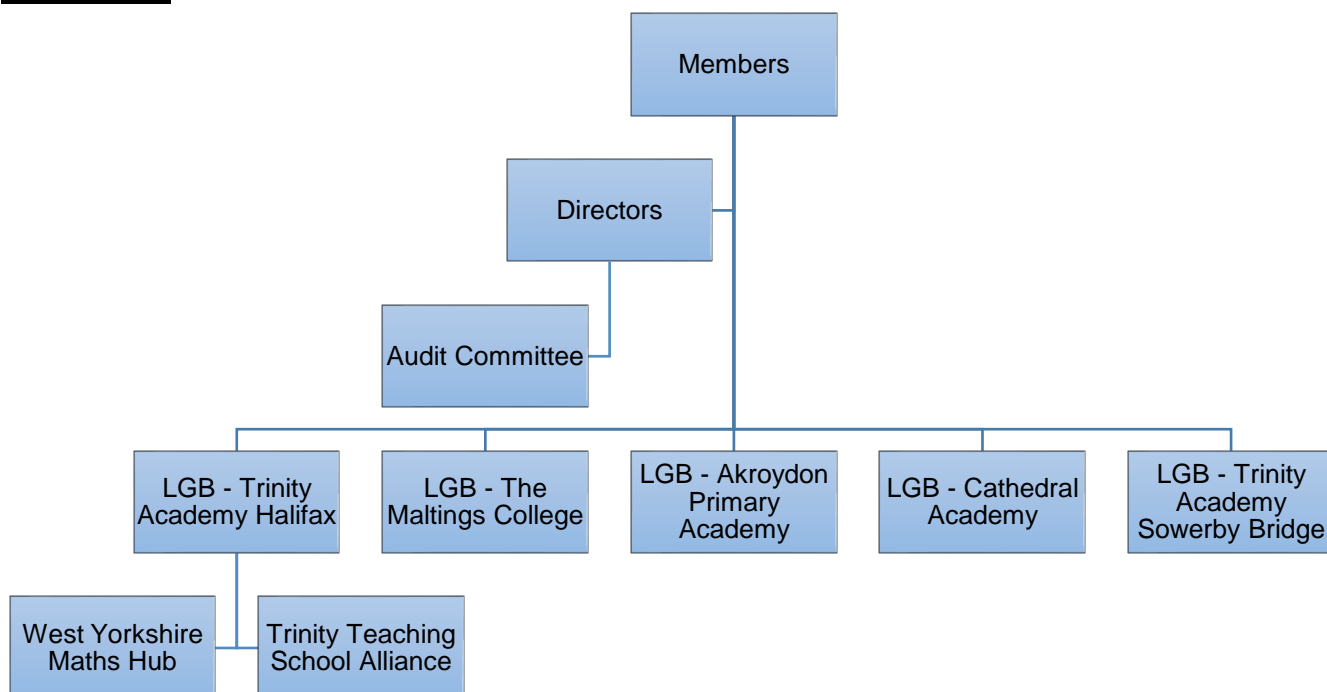 Members
Directors
Audit Committee
LGB - Trinity
Academy Halifax
LGB - The
Maltings College
LGB - Akroydon
Primary
Academy
LGB - Cathedral
Academy
LGB - Trinity
Academy
Sowerby Bridge
West Yorkshire
Maths Hub
Trinity Teaching
School Alliance